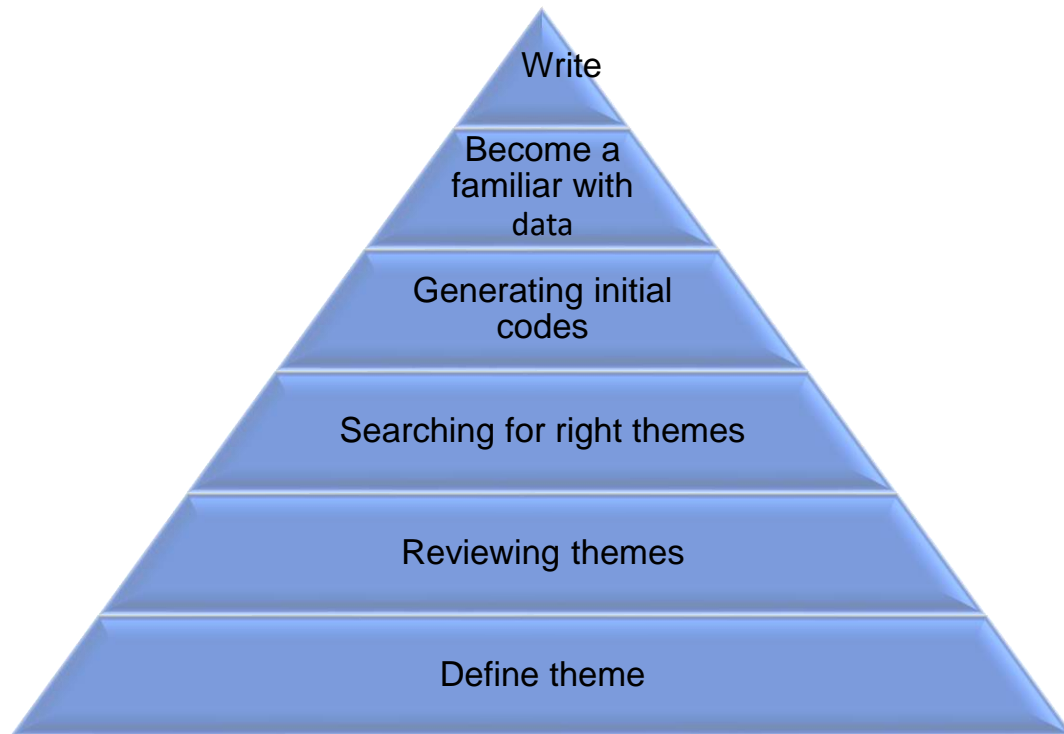 Write
Become a
familiar with
data
Generating initial
codes
Searching for right themes
Reviewing themes
Define theme